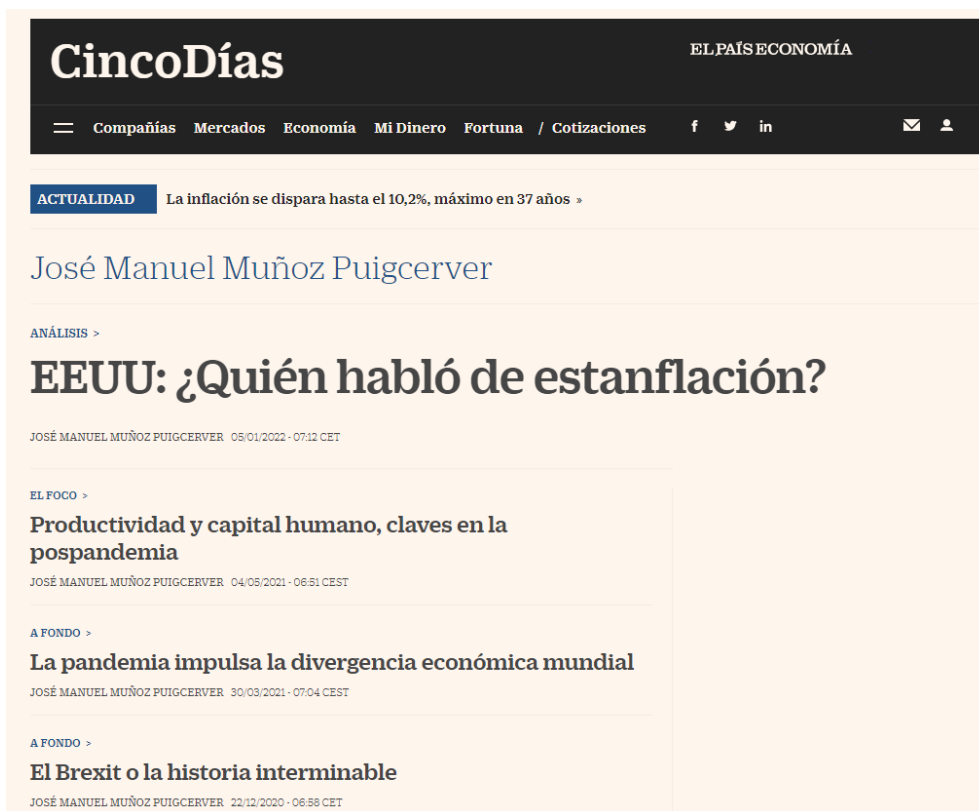 CincoDías
EL PAÍS ECONOMÍA
Compañías Mercados Economía Mi Dinero Fortuna / Cotizaciones
ACTUALIDAD La inflación se dispara hasta el 10,2%, máximo en 37 años »
José Manuel Muñoz Puigcerver
ANÁLISIS >
EEUU: ¿Quién habló de estanflación?
JOSÉ MANUEL MUÑOZ PUIGCERVER 05/01/2022 - 07:12 CET
EL FOCO >
Productividad y capital humano, claves en la
pospandemia
JOSÉ MANUEL MUÑOZ PUIGCERVER 04/05/2021 - 06:51 CEST
A FONDO >
La pandemia impulsa la divergencia económica mundial
JOSÉ MANUEL MUÑOZ PUIGCERVER 30/03/2021 - 07:04 CEST
A FONDO >
El Brexit o la historia interminable
JOSÉ MANUEL MUÑOZ PUIGCERVER 22/12/2020 - 06:58 CET